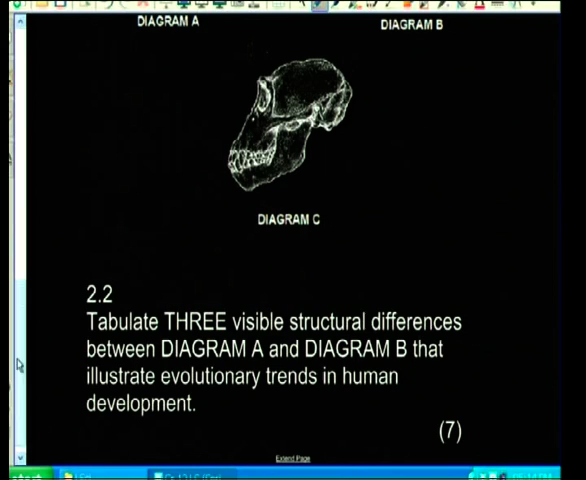 DIAGRAM A
DIAGRAM B
DIAGRAM C
2.2
Tabulate THREE visible structural differences
between DIAGRAM A and DIAGRAM B that
illustrate evolutionary trends in human
development.
(7)
Extend Page